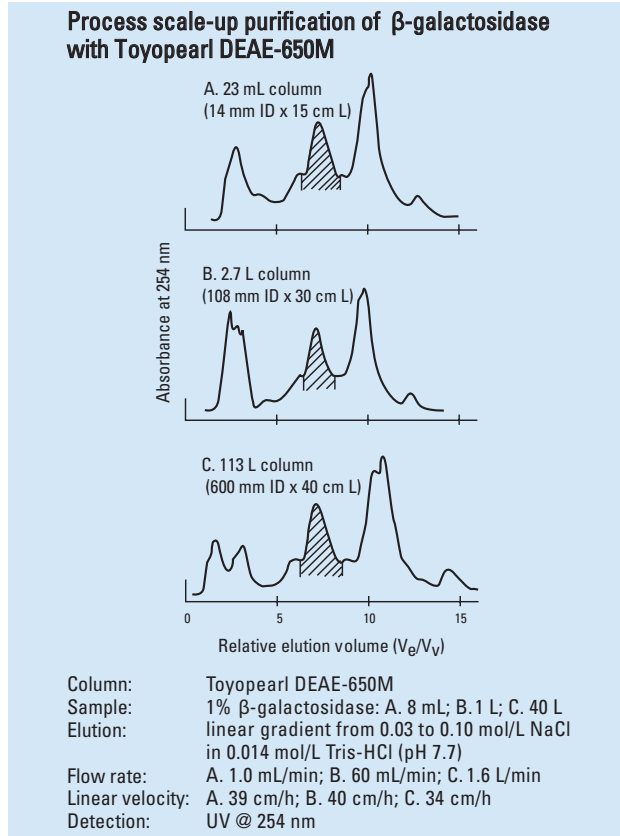 Process scale-up purification of β-galactosidase
with Toyopearl DEAE-650M
A. 23 mL column
(14 mm ID x 15 cm L)
B. 2.7 L column
(108 mm ID x 30 cm L)
Absorbance at 254 nm
C. 113 L column
(600 mm ID x 40 cm L)
0 5 10 15
Relative elution volume (Ve/Vv)
Column: Toyopearl DEAE-650M
Sample: 1% β-galactosidase: A. 8 mL; B.1 L; C. 40 L
Elution: linear gradient from 0.03 to 0.10 mol/L NaCl
in 0.014 mol/L Tris-HCl (pH 7.7)
Flow rate: A. 1.0 mL/min; B. 60 mL/min; C. 1.6 L/min
Linear velocity: A. 39 cm/h; B. 40 cm/h; C. 34 cm/h
Detection: UV @ 254 nm